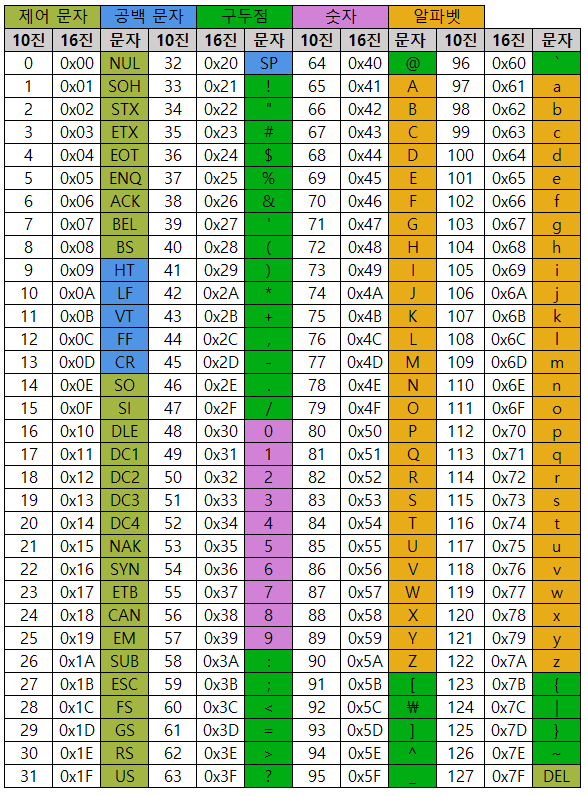 제어 문자 공백 문자 구두점 숫자 알파벳
10진 16진 문자 10진 16진 문자 10진 16진 문자 10진 16진 문자
0 0x00 NUL 32 0x20 SP 64 0x40 @ 96 0x60 `
1 0x01 SOH 33 0x21 ! 65 0x41 A 97 0x61 a
2 0x02 STX 34 0x22 " 66 0x42 B 98 0x62 b
3 0x03 ETX 35 0x23 # 67 0x43 C 99 0x63 c
4 0x04 EOT 36 0x24 $ 68 0x44 D 100 0x64 d
5 0x05 ENQ 37 0x25 % 69 0x45 E 101 0x65 e
6 0x06 ACK 38 0x26 & 70 0x46 F 102 0x66 f
7 0x07 BEL 39 0x27 ' 71 0x47 G 103 0x67 g
8 0x08 BS 40 0x28 ( 72 0x48 H 104 0x68 h
9 0x09 HT 41 0x29 ) 73 0x49 I 105 0x69 i
10 0x0A LF 42 0x2A * 74 0x4A J 106 0x6A j
11 0x0B VT 43 0x2B + 75 0x4B K 107 0x6B k
12 0x0C FF 44 0x2C , 76 0x4C L 108 0x6C l
13 0x0D CR 45 0x2D - 77 0x4D M 109 0x6D m
14 0x0E SO 46 0x2E . 78 0x4E N 110 0x6E n
15 0x0F SI 47 0x2F / 79 0x4F O 111 0x6F o
16 0x10 DLE 48 0x30 0 80 0x50 P 112 0x70 p
17 0x11 DC1 49 0x31 1 81 0x51 Q 113 0x71 q
18 0x12 DC2 50 0x32 2 82 0x52 R 114 0x72 r
19 0x13 DC3 51 0x33 3 83 0x53 S 115 0x73 s
20 0x14 DC4 52 0x34 4 84 0x54 T 116 0x74 t
21 0x15 NAK 53 0x35 5 85 0x55 U 117 0x75 u
22 0x16 SYN 54 0x36 6 86 0x56 V 118 0x76 v
23 0x17 ETB 55 0x37 7 87 0x57 W 119 0x77 w
24 0x18 CAN 56 0x38 8 88 0x58 X 120 0x78 x
25 0x19 EM 57 0x39 9 89 0x59 Y 121 0x79 y
26 0x1A SUB 58 0x3A : 90 0x5A Z 122 0x7A z
27 0x1B ESC 59 0x3B ; 91 0x5B [ 123 0x7B {
28 0x1C FS 60 0x3C < 92 0x5C ₩ 124 0x7C |
29 0x1D GS 61 0x3D = 93 0x5D ] 125 0x7D }
30 0x1E RS 62 0x3E > 94 0x5E ^ 126 0x7E ~
31 0x1F US 63 0x3F ? 95 0x5F _ 127 0x7F DEL